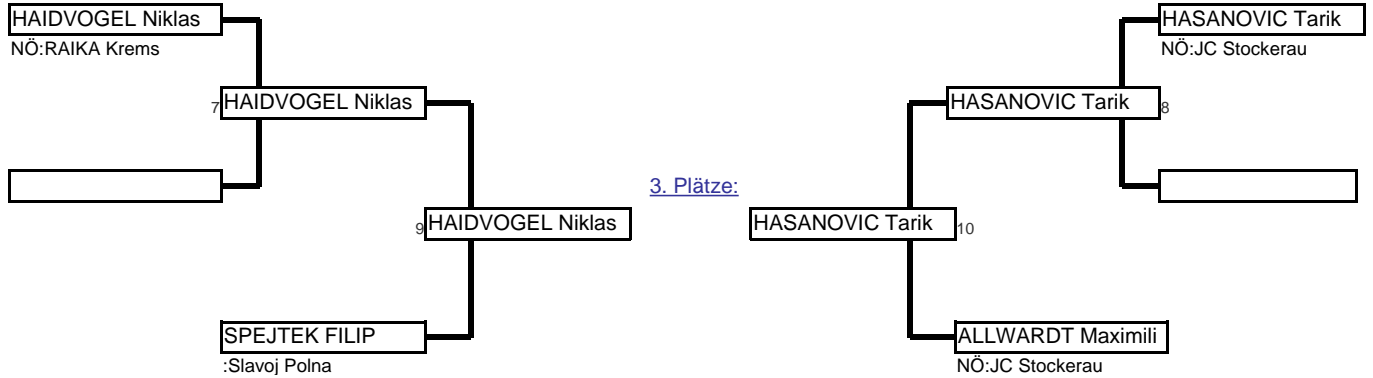 HAIDVOGEL Niklas
NÖ:RAIKA Krems
7
HAIDVOGEL Niklas
9
HAIDVOGEL Niklas
SPEJTEK FILIP
:Slavoj Polna
3. Plätze:
HASANOVIC Tarik
NÖ:JC Stockerau
HASANOVIC Tarik
8
HASANOVIC Tarik
10
ALLWARDT Maximili
NÖ:JC Stockerau